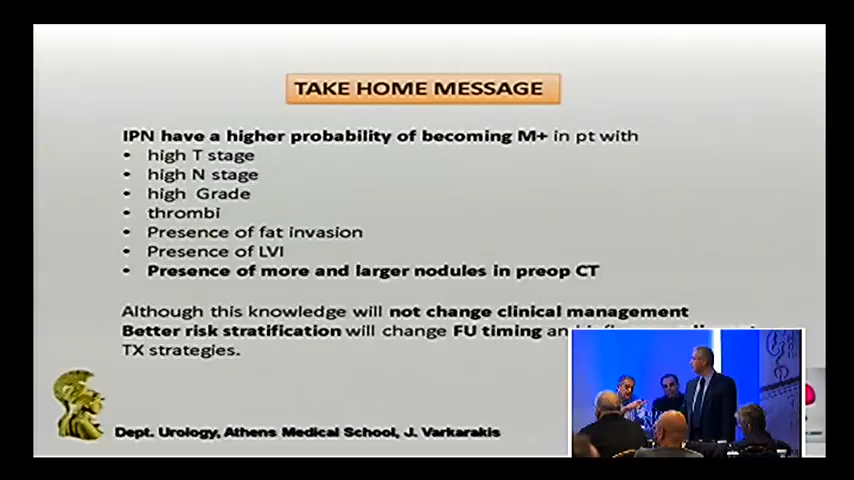 TAKE HOME MESSAGE
IPN have a higher probability of becoming M+ in pt with
• high T stage
• high N stage
• high Grade
• thrombi
• Presence of fat invasion
• Presence of LVI
• Presence of more and larger nodules in preop CT
Although this knowledge will not change clinical management
Better risk stratification will change FU timing and
TX strategies.
Dept. Urology, Athens Medical School, J. Varkarakis